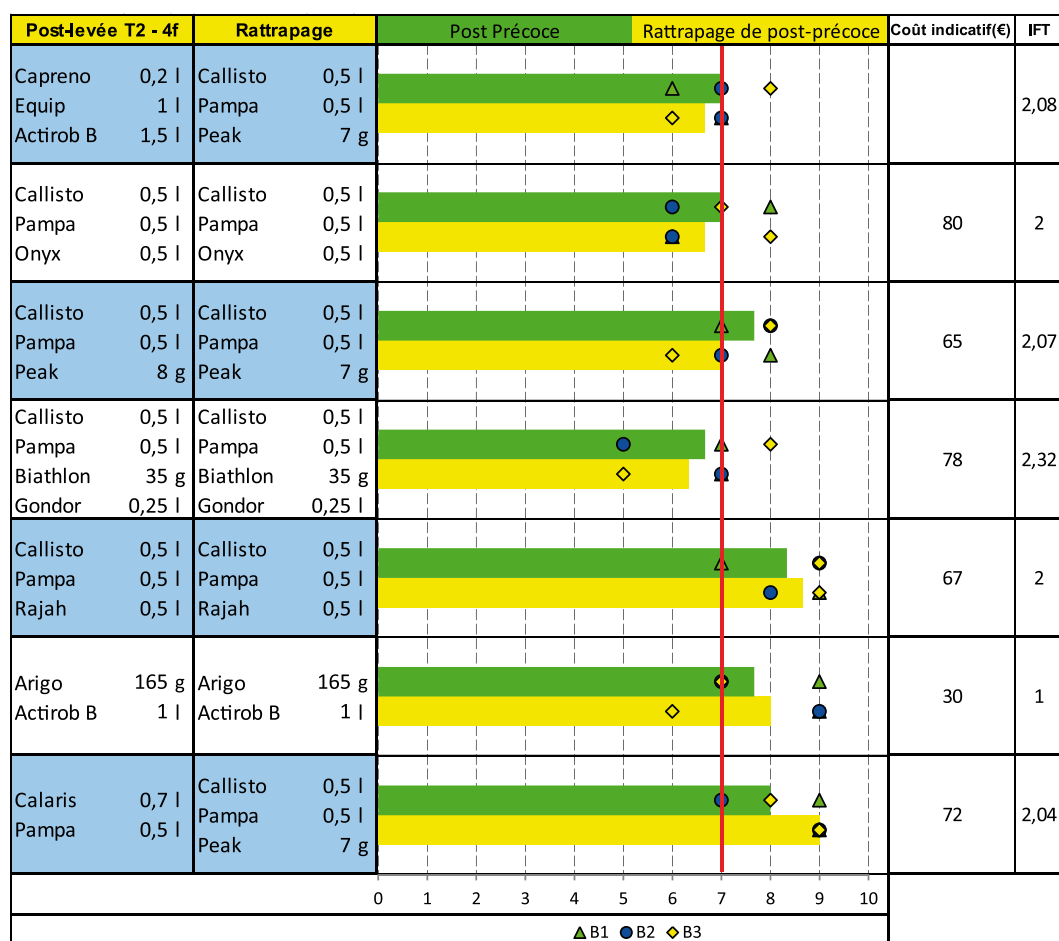 Post-levée T2 - 4f Rattrapage Post Précoce Rattrapage de post-précoce Coût indicatif(€) IFT
Capreno 0,2 l Callisto 0,5 l
Equip 1 l Pampa 0,5 l 2,08
Actirob B 1,5 l Peak 7 g
Callisto 0,5 l Callisto 0,5 l
Pampa 0,5 l Pampa 0,5 l 80 2
Onyx 0,5 l Onyx 0,5 l
Callisto 0,5 l Callisto 0,5 l
Pampa 0,5 l Pampa 0,5 l 65 2,07
Peak 8 g Peak 7 g
Callisto 0,5 l Callisto 0,5 l
Pampa 0,5 l Pampa 0,5 l 78 2,32
Biathlon 35 g Biathlon 35 g
Gondor 0,25 l Gondor 0,25 l
Callisto 0,5 l Callisto 0,5 l
Pampa 0,5 l Pampa 0,5 l 67 2
Rajah 0,5 l Rajah 0,5 l
Arigo 165 g Arigo 165 g 30 1
Actirob B 1 l Actirob B 1 l
Callisto 0,5 l
Calaris 0,7 l Pampa 0,5 l 72 2,04
Pampa 0,5 l Peak 7 g
0 1 2 3 4 5 6 7 8 9 10
B1 B2 B3